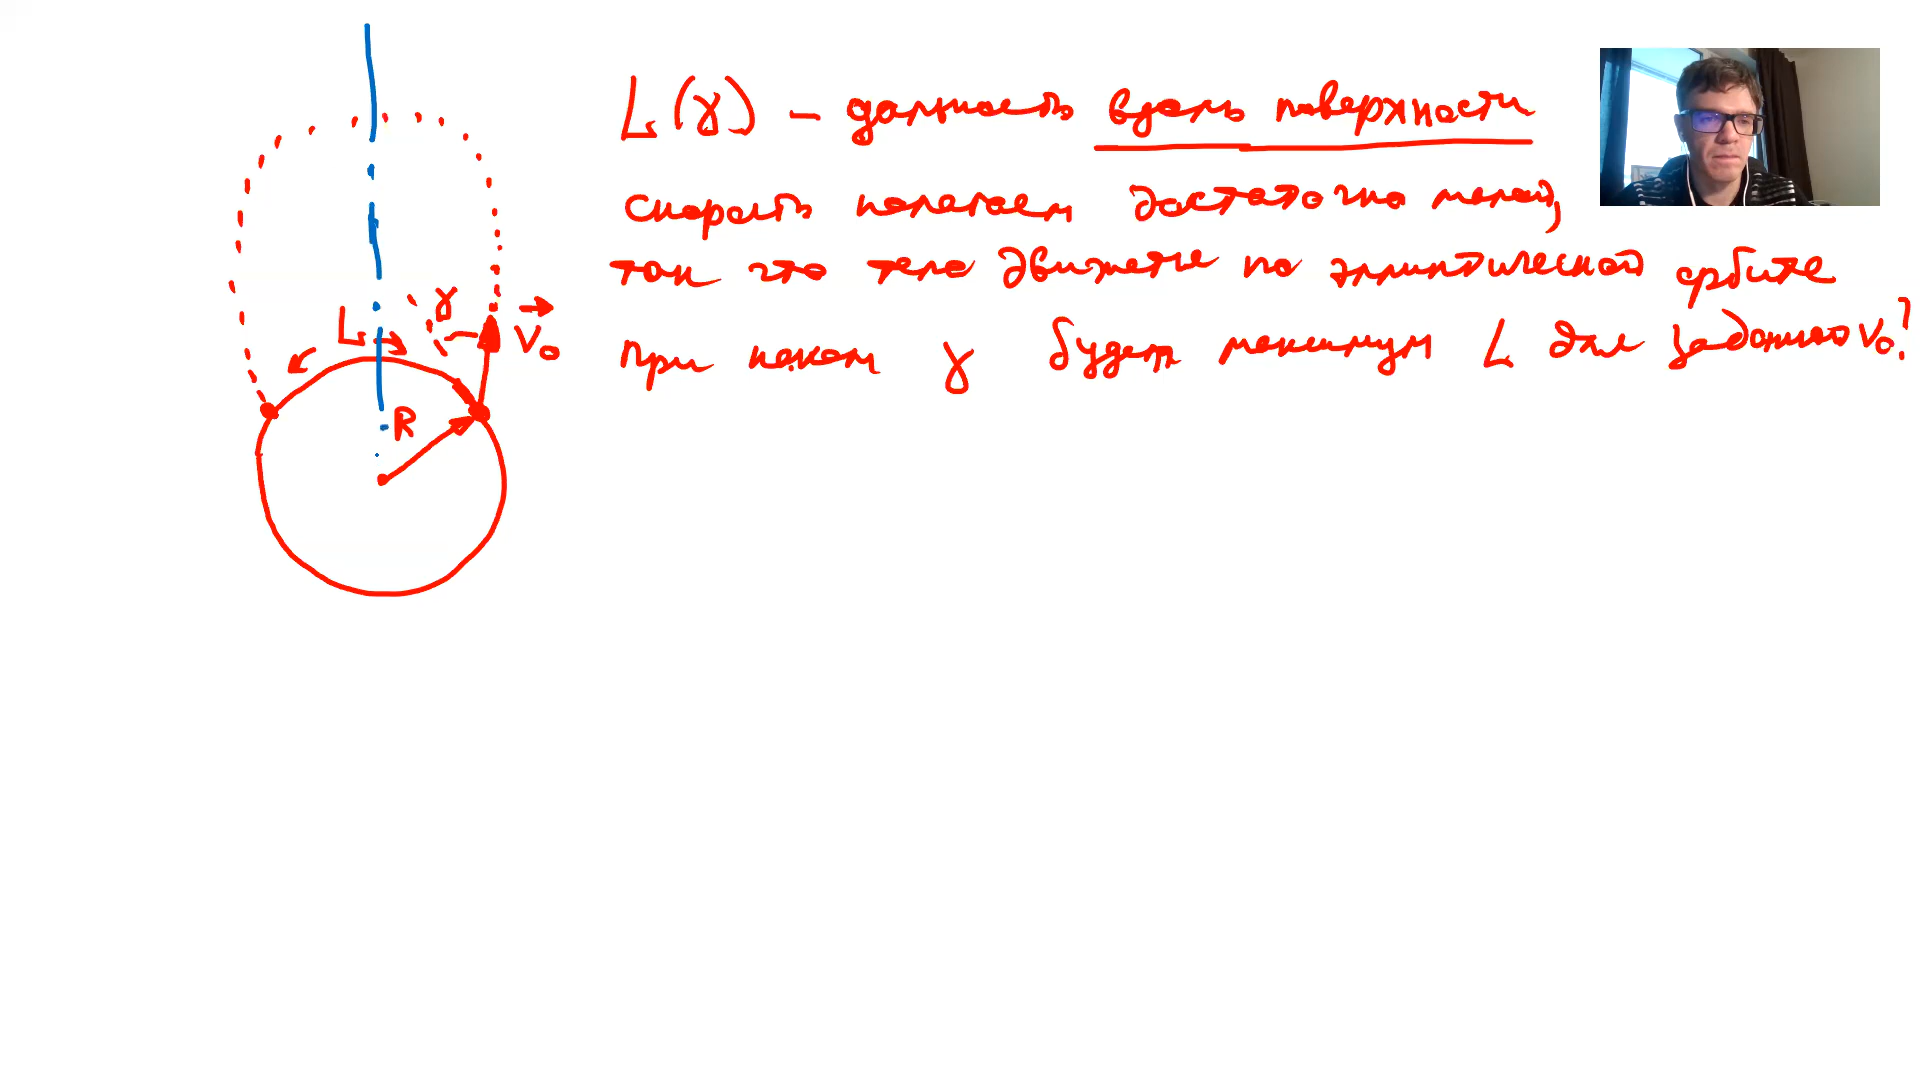 L(γ) – дальность вдоль поверхности
скорость полагаем достаточно малой,
так что тело движется по эллиптической орбите
при каком γ будет максимум L для заданного v₀?
γ
L
v₀
R